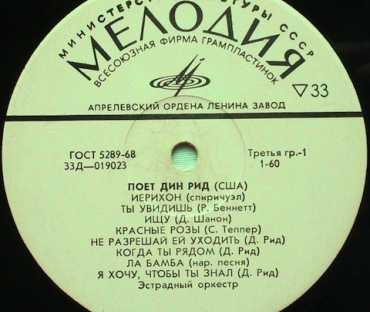 МИНИСТЕРСТВО КУЛЬТУРЫ СССР
МЕЛОДИЯ
ВСЕСОЮЗНАЯ ФИРМА ГРАМПЛАСТИНОК
▽33
АПРЕЛЕВСКИЙ ОРДЕНА ЛЕНИНА ЗАВОД
ГОСТ 5289-68
33Д—019023
Третья гр.-1
1-60
ПОЕТ ДИН РИД (США)
ИЕРИХОН (спиричуэл)
ТЫ УВИДИШЬ (Р. Беннетт)
ИЩУ (Д. Шанон)
КРАСНЫЕ РОЗЫ (С. Теппер)
НЕ РАЗРЕШАЙ ЕЙ УХОДИТЬ (Д. Рид)
КОГДА ТЫ РЯДОМ (Д. Рид)
ЛА БАМБА (нар. песня)
Я ХОЧУ, ЧТОБЫ ТЫ ЗНАЛ (Д. Рид)
Эстрадный оркестр